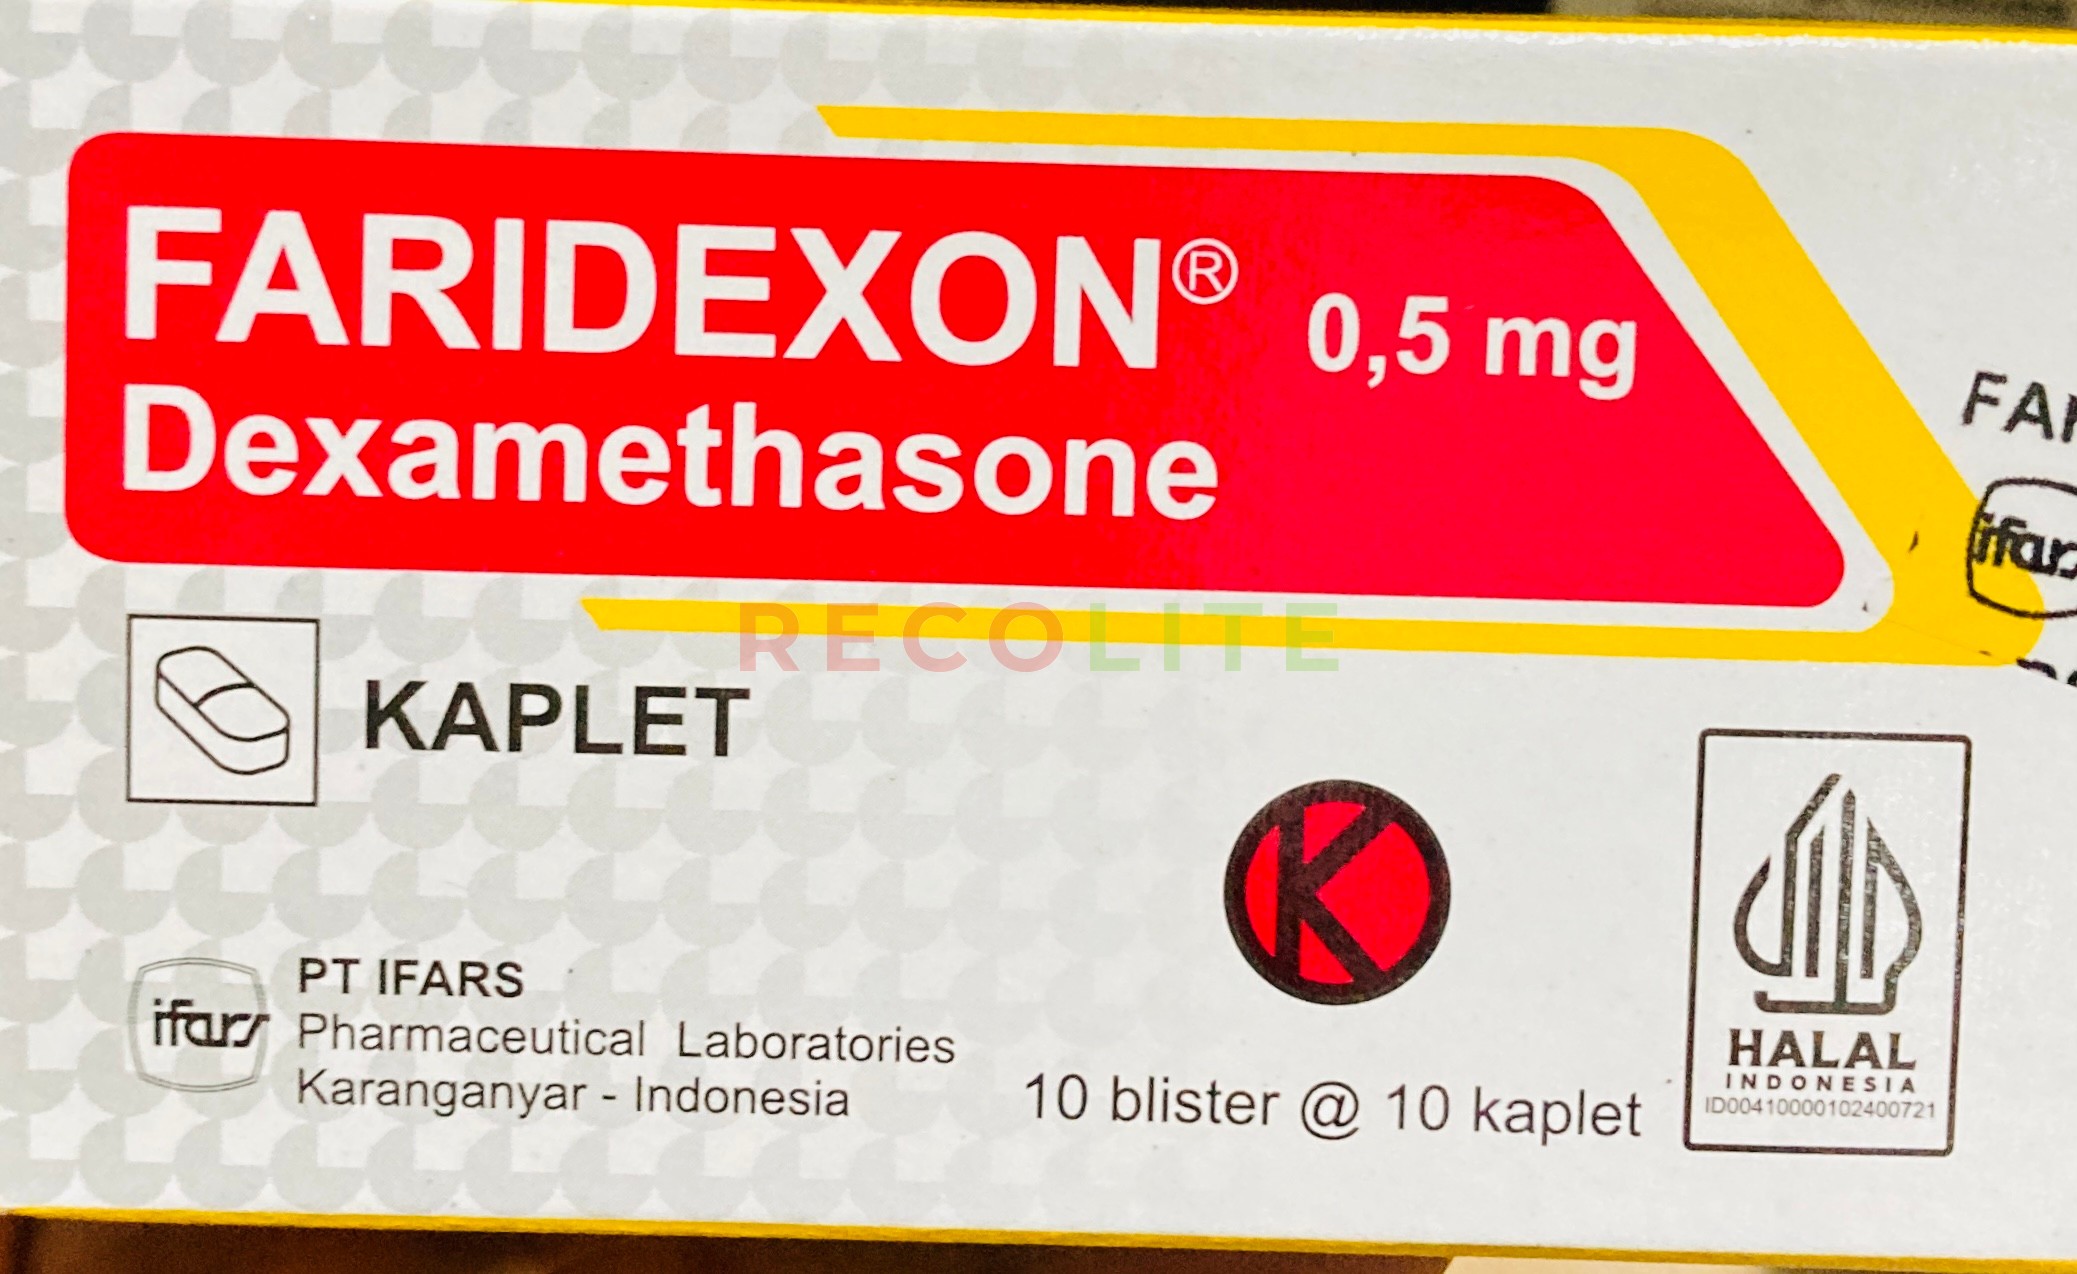 FARIDEXON® 0,5 mg
Dexamethasone
RECOLITE
KAPLET
K
ifars
PT IFARS
Pharmaceutical Laboratories
Karanganyar - Indonesia
10 blister @ 10 kaplet
HALAL
INDONESIA
ID00410000102400721
ifars